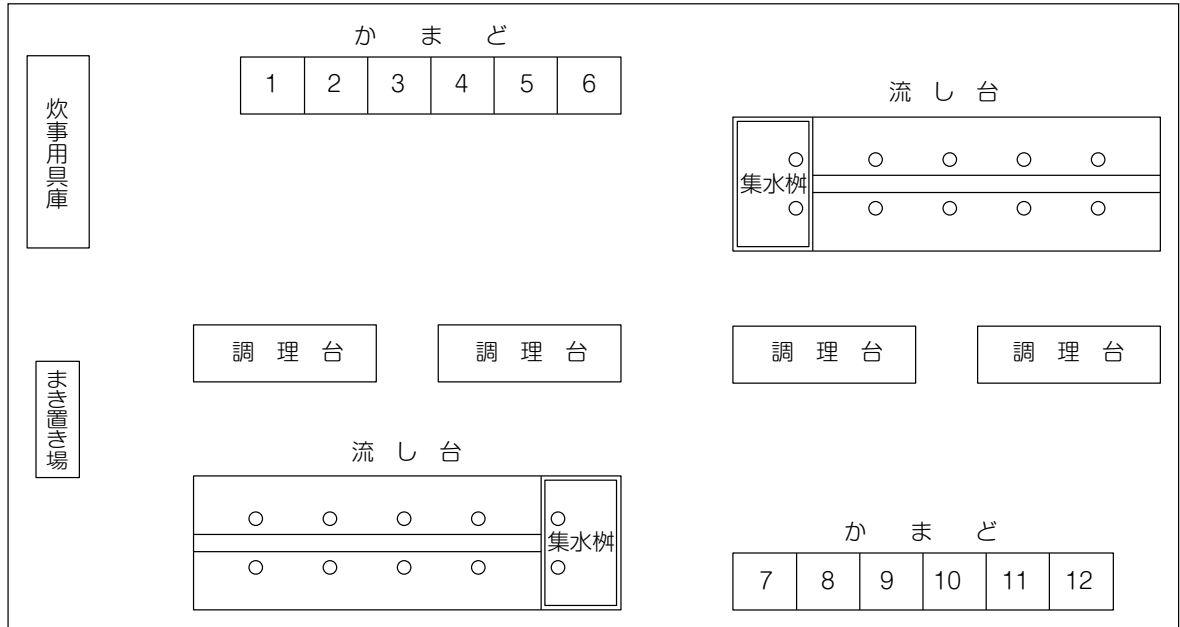 かまど
1 2 3 4 5 6
炊事用具庫
流し台
集水桝
調理台 調理台 調理台 調理台
まき置き場
流し台
集水桝
かまど
7 8 9 10 11 12